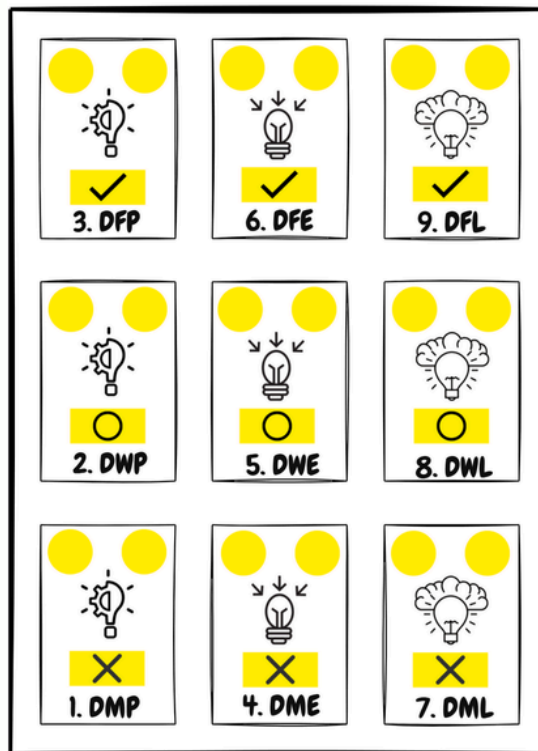 3. DFP
6. DFE
9. DFL
2. DWP
5. DWE
8. DWL
1. DMP
4. DME
7. DML